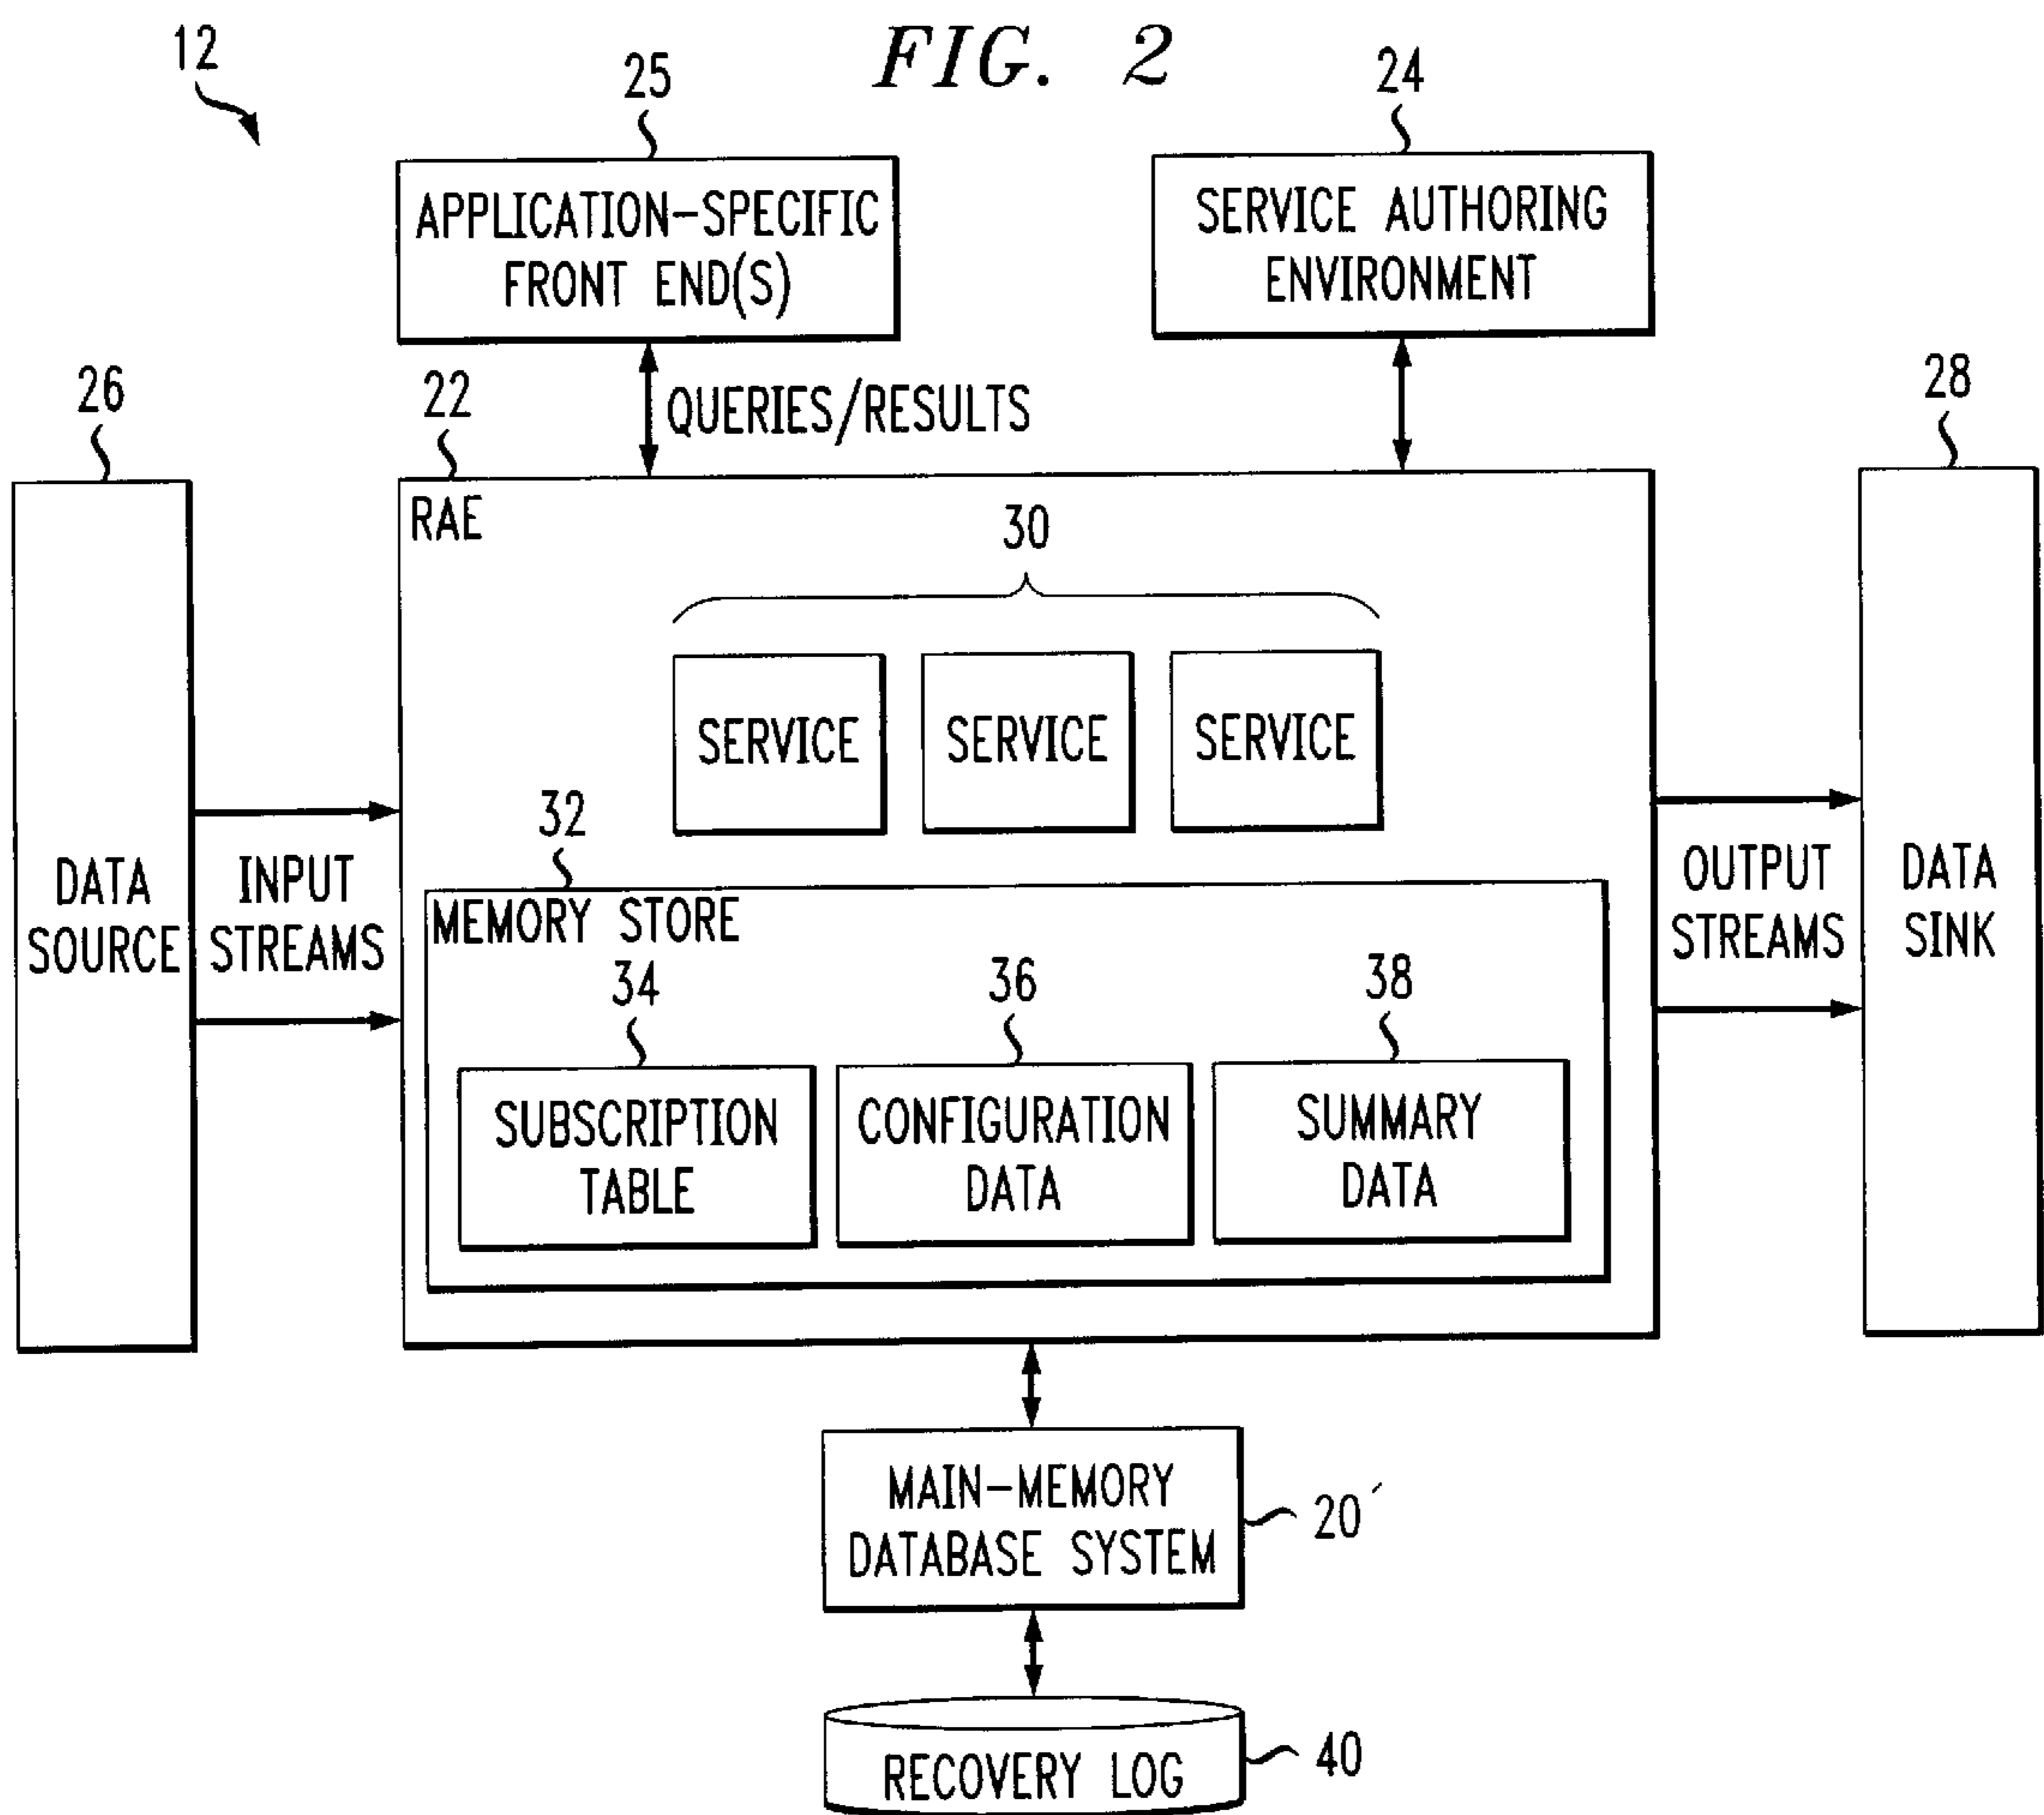 FIG. 2
12
25
24
APPLICATION-SPECIFIC
FRONT END(S)
SERVICE AUTHORING
ENVIRONMENT
26
22
QUERIES/RESULTS
28
RAE
30
SERVICE
SERVICE
SERVICE
DATA
SOURCE
INPUT
STREAMS
32
MEMORY STORE
34
36
38
SUBSCRIPTION
TABLE
CONFIGURATION
DATA
SUMMARY
DATA
OUTPUT
STREAMS
DATA
SINK
MAIN-MEMORY
DATABASE SYSTEM
20´
RECOVERY LOG
40